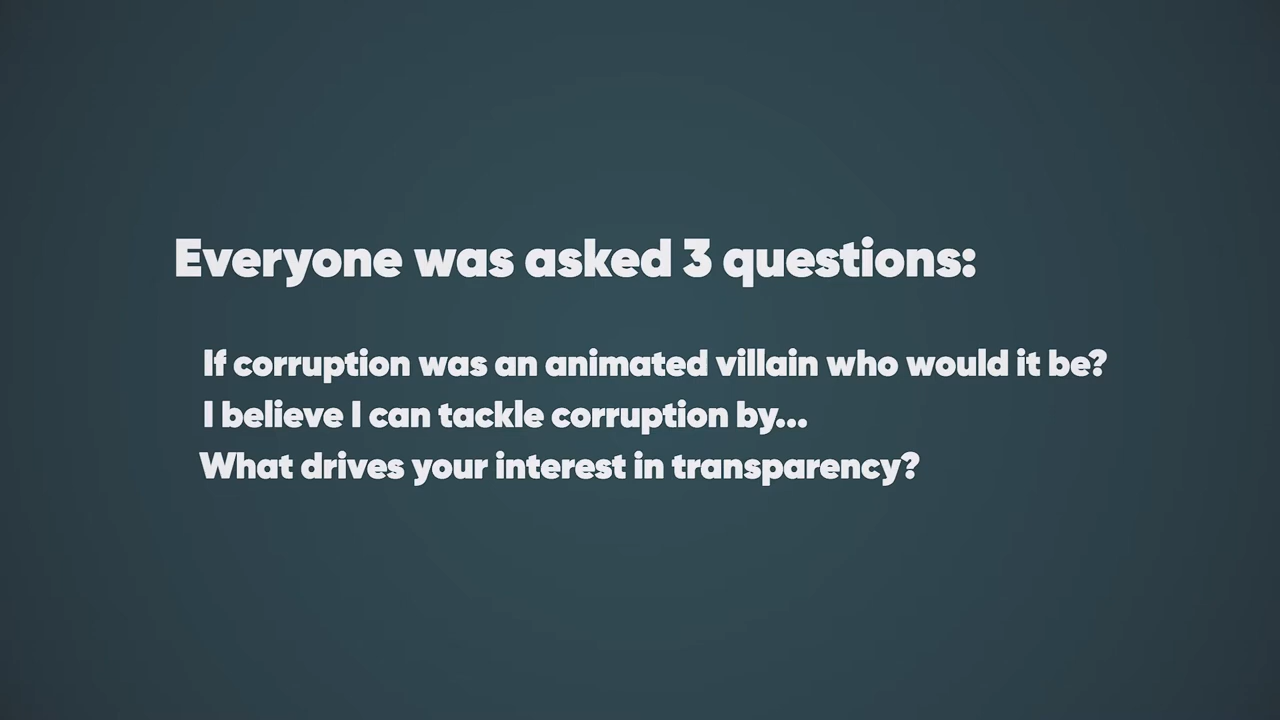 Everyone was asked 3 questions:
If corruption was an animated villain who would it be?
I believe I can tackle corruption by...
What drives your interest in transparency?